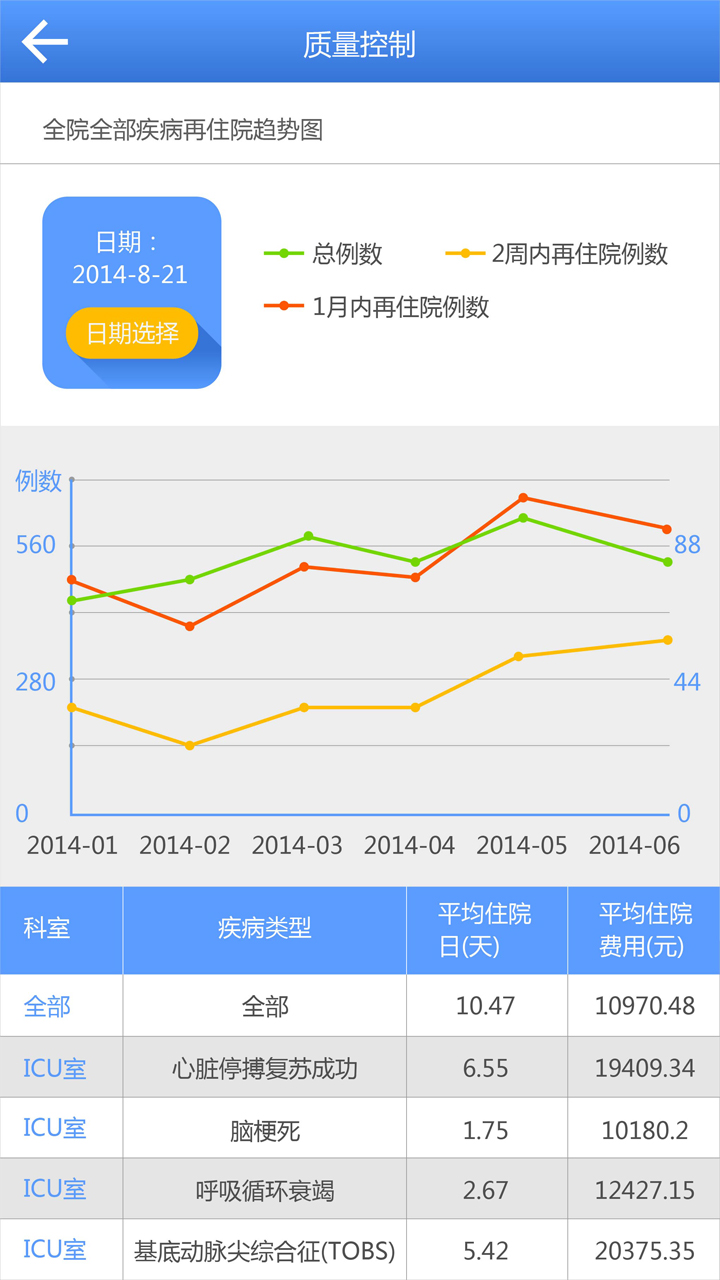 质量控制
全院全部疾病再住院趋势图
日期：
2014-8-21
日期选择
总例数
2周内再住院例数
1月内再住院例数
例数
560
88
280
44
0
0
2014-01 2014-02 2014-03 2014-04 2014-05 2014-06
科室 疾病类型 平均住院日(天) 平均住院费用(元)
全部 全部 10.47 10970.48
ICU室 心脏停搏复苏成功 6.55 19409.34
ICU室 脑梗死 1.75 10180.2
ICU室 呼吸循环衰竭 2.67 12427.15
ICU室 基底动脉尖综合征(TOBS) 5.42 20375.35